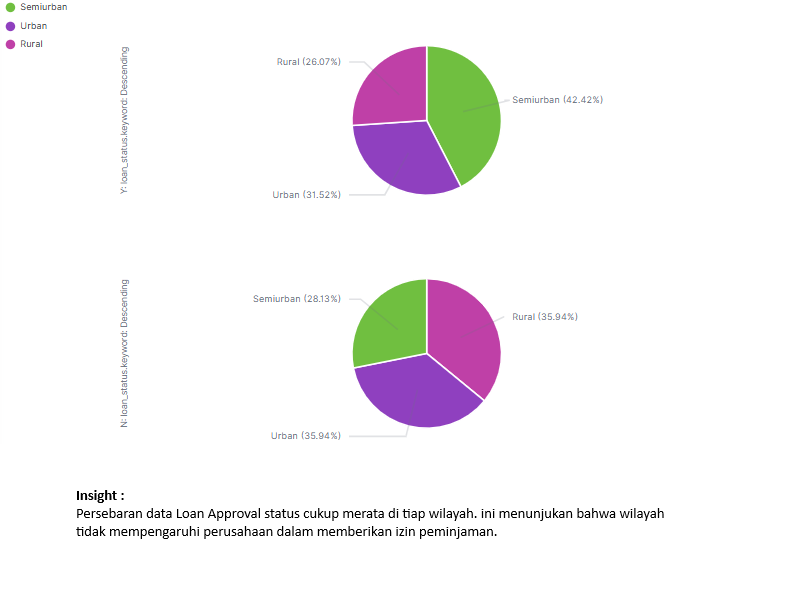 Semiurban
Urban
Rural
Y: loan_status.keyword: Descending
Rural (26.07%)
Semiurban (42.42%)
Urban (31.52%)
N: loan_status.keyword: Descending
Semiurban (28.13%)
Rural (35.94%)
Urban (35.94%)
Insight :
Persebaran data Loan Approval status cukup merata di tiap wilayah. ini menunjukan bahwa wilayah
tidak mempengaruhi perusahaan dalam memberikan izin peminjaman.